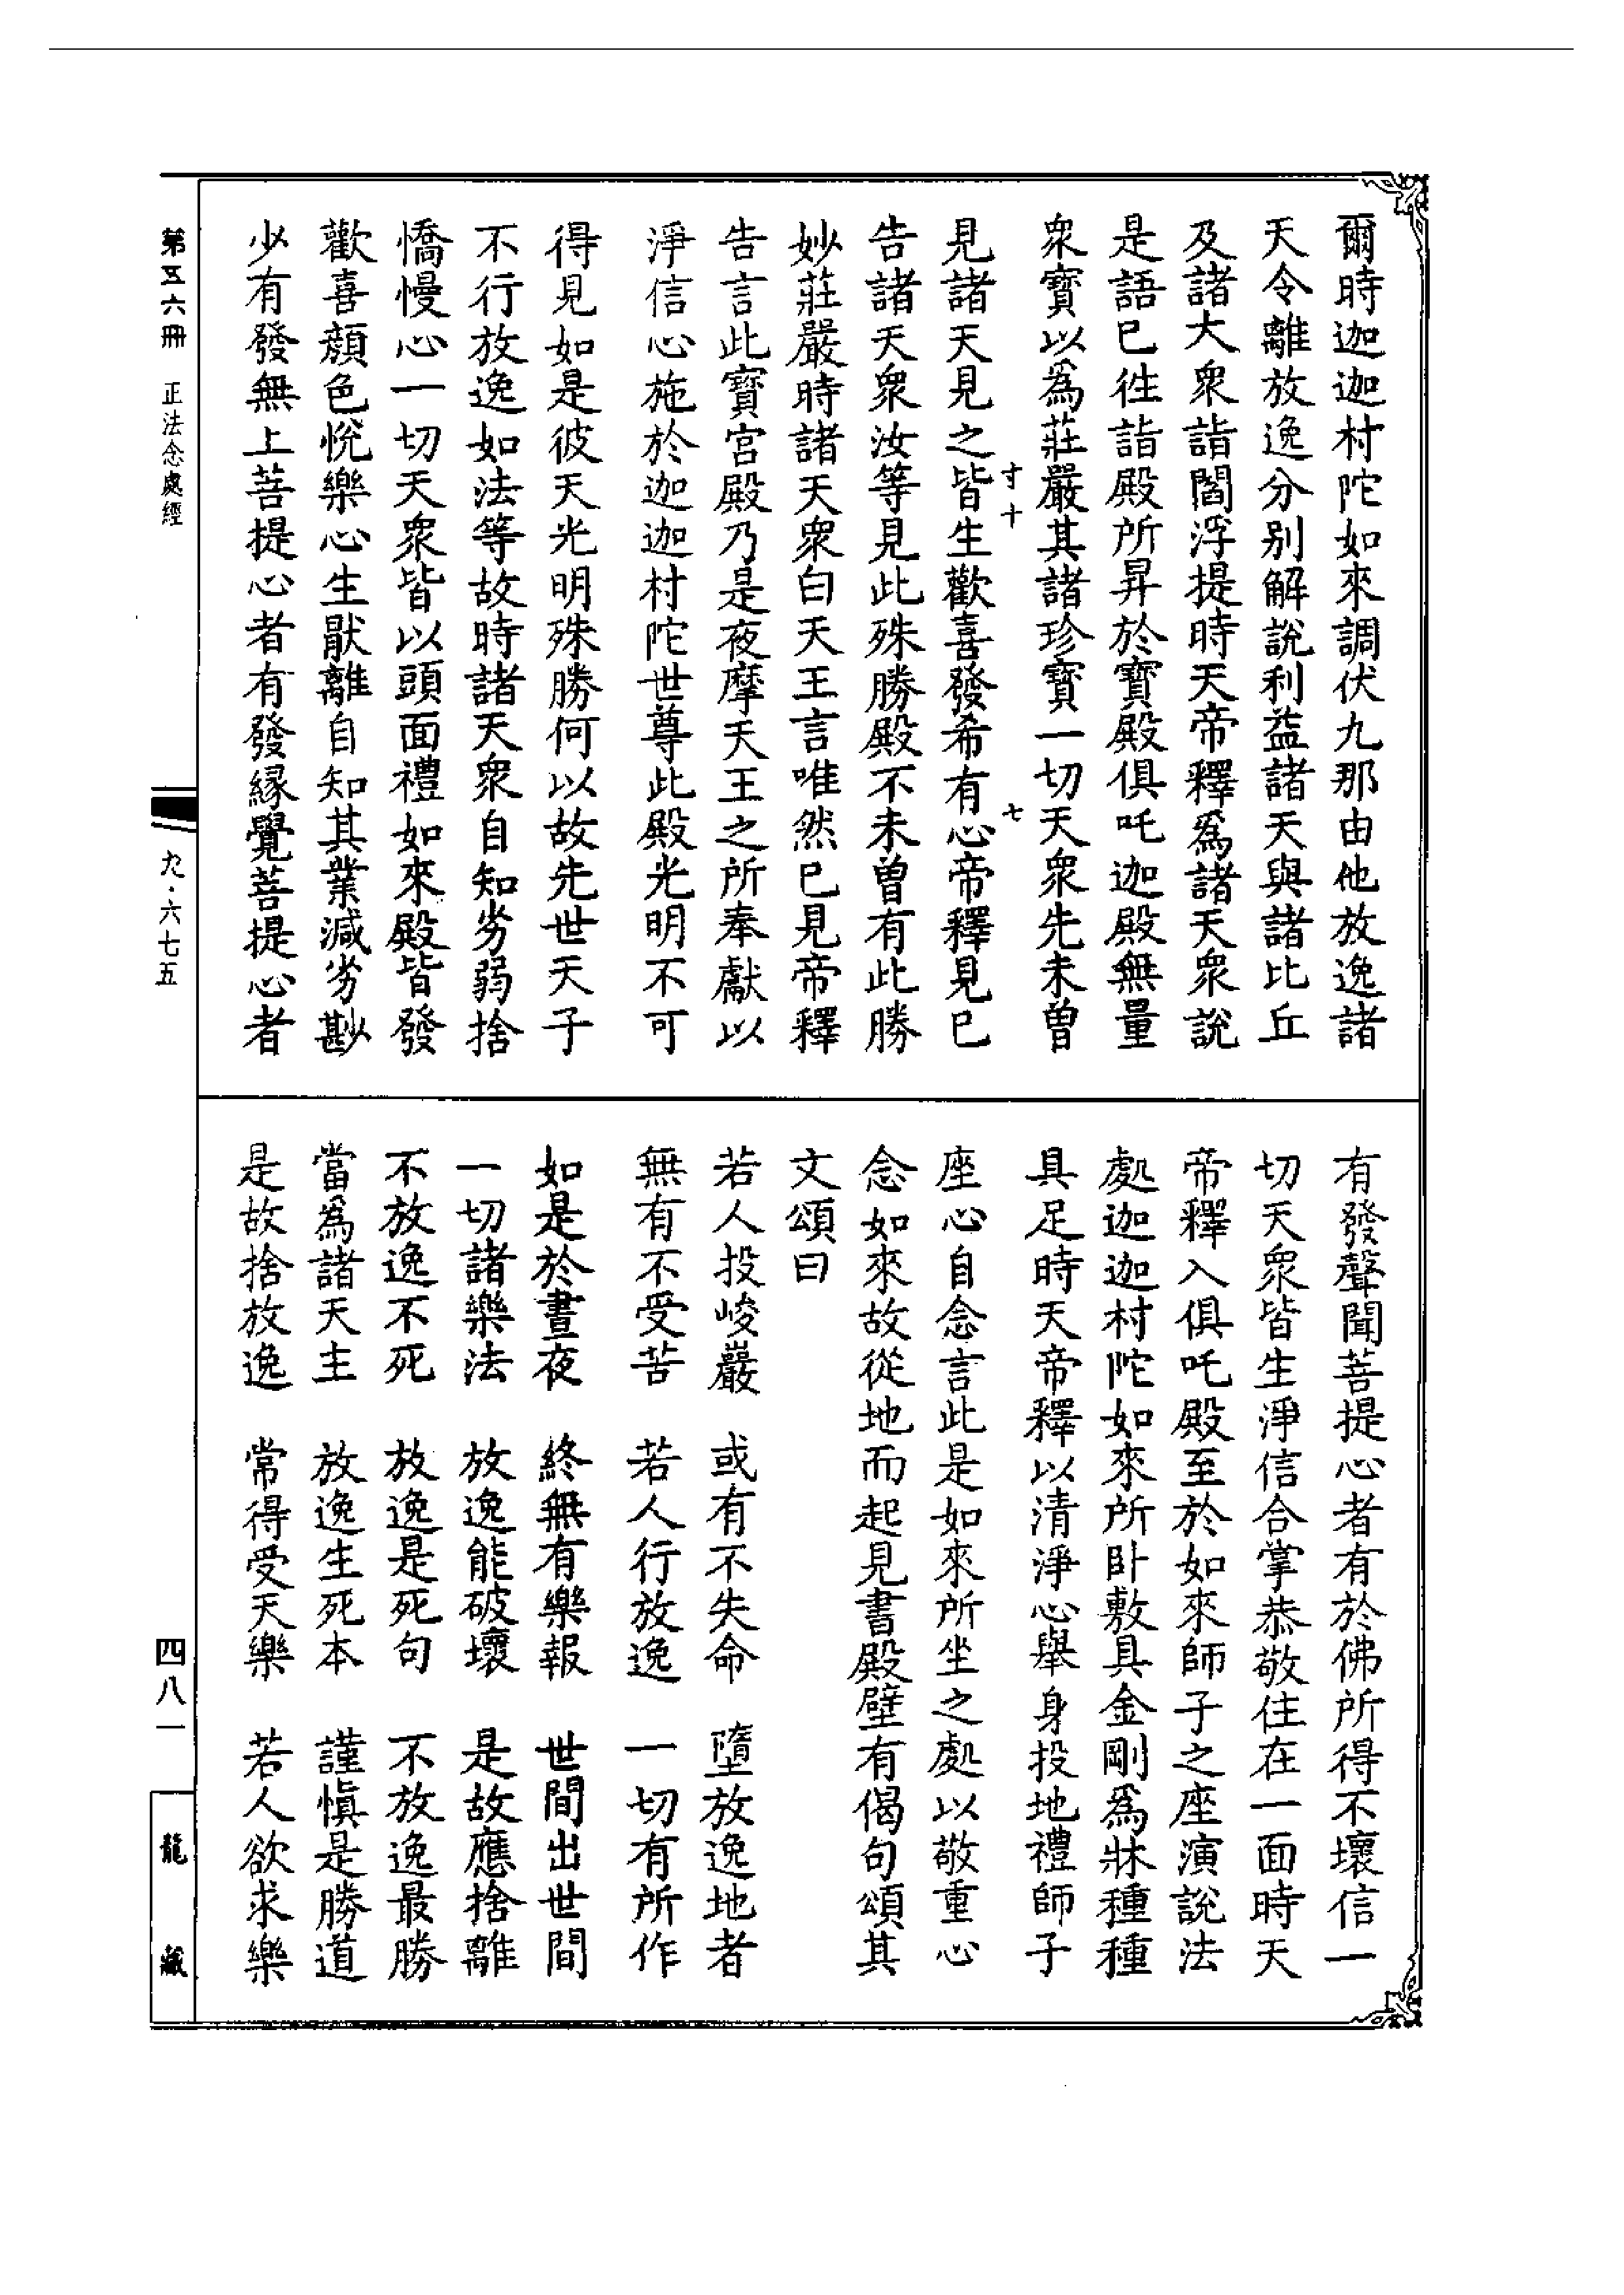 爾時迦迦村陀如來調伏九那由他放逸諸
天令離放逸分别解說利益諸天與諸比丘
及諸大衆詣閻浮提時天帝釋爲諸天衆說
是語已徃詣殿所昇於寶殿俱吒迦殿無量
衆寶以爲莊嚴其諸珍寶一切天衆先未曾
寸十 七
見諸天見之皆生歡喜發希有心帝釋見已
告諸天衆汝等見此殊勝殿不未曾有此勝
妙莊嚴時諸天衆白天王言唯然已見帝釋
告言此寶宮殿乃是夜摩天王之所奉獻以
淨信心施於迦迦村陀世尊此殿光明不可
得見如是彼天光明殊勝何以故先世天子
不行放逸如法等故時諸天衆自知劣弱捨
憍慢心一切天衆皆以頭面禮如來殿皆發
歡喜顏色悅樂心生猒離自知其業減劣尠
少有發無上菩提心者有發緣覺菩提心者
有發聲聞菩提心者有於佛所得不壞信一
切天衆皆生淨信合掌恭敬住在一面時天
帝釋入俱吒殿至於如來師子之座演說法
處迦迦村陀如來所卧敷具金剛爲牀種種
具足時天帝釋以清淨心舉身投地禮師子
座心自念言此是如來所坐之處以敬重心
念如來故從地而起見書殿壁有偈句頌其
文頌曰
若人投峻巖 或有不失命 墮放逸地者
無有不受苦 若人行放逸 一切有所作
如是於晝夜 終無有樂報 世間出世間
一切諸樂法 放逸能破壞 是故應捨離
不放逸不死 放逸是死句 不放逸最勝
當爲諸天主 放逸生死本 謹愼是勝道
是故捨放逸 常得受天樂 若人欲求樂
第五六冊 正法念處經
九·六七五
四八一
龍藏